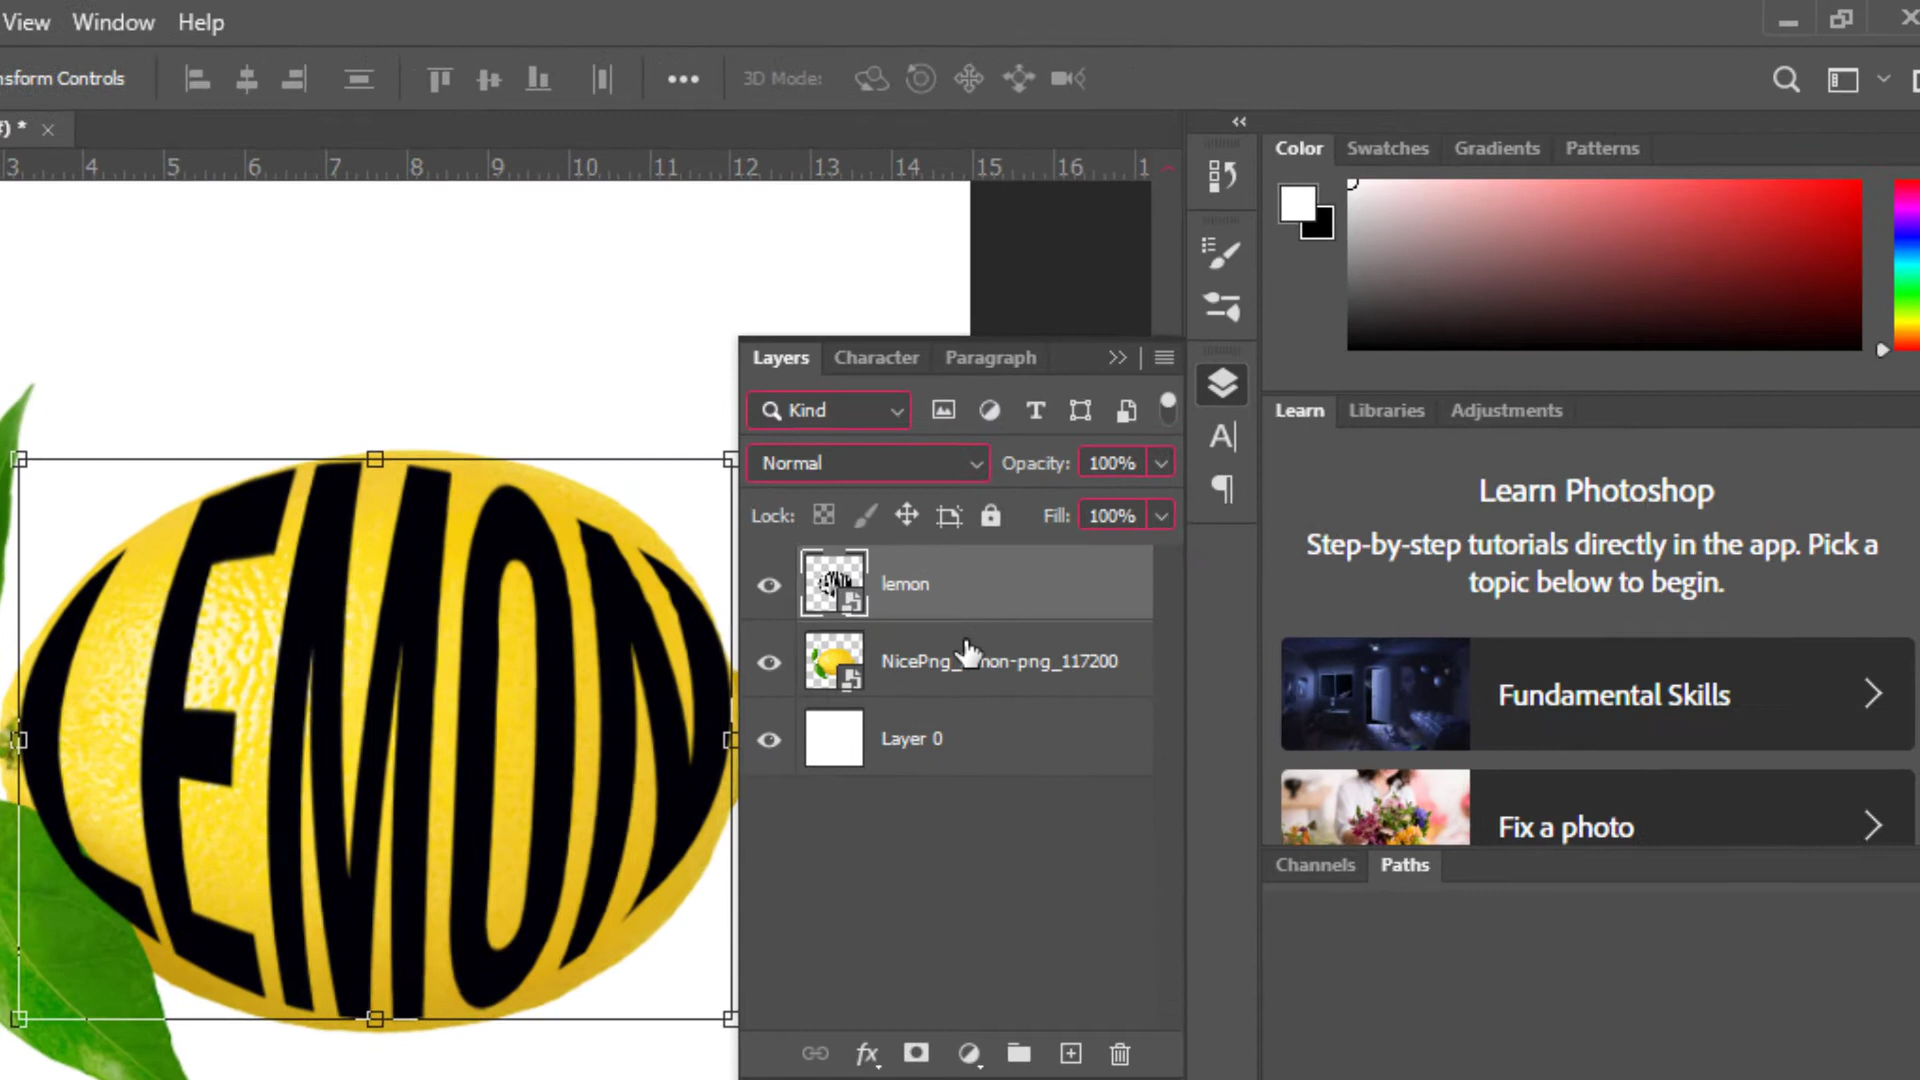 View Window Help
nsform Controls
3D Mode:
*
3 4 5 6 7 8 9 10 11 12 13 14 15 16 1
Color Swatches Gradients Patterns
Layers Character Paragraph
Kind
T
Normal Opacity: 100%
Lock: Fill: 100%
lemon
117200
Layer 0
fx
LEMON
Learn Libraries Adjustments
Learn Photoshop
Step-by-step tutorials directly in the app. Pick a
topic below to begin.
Fundamental Skills
Fix a photo
Channels Paths